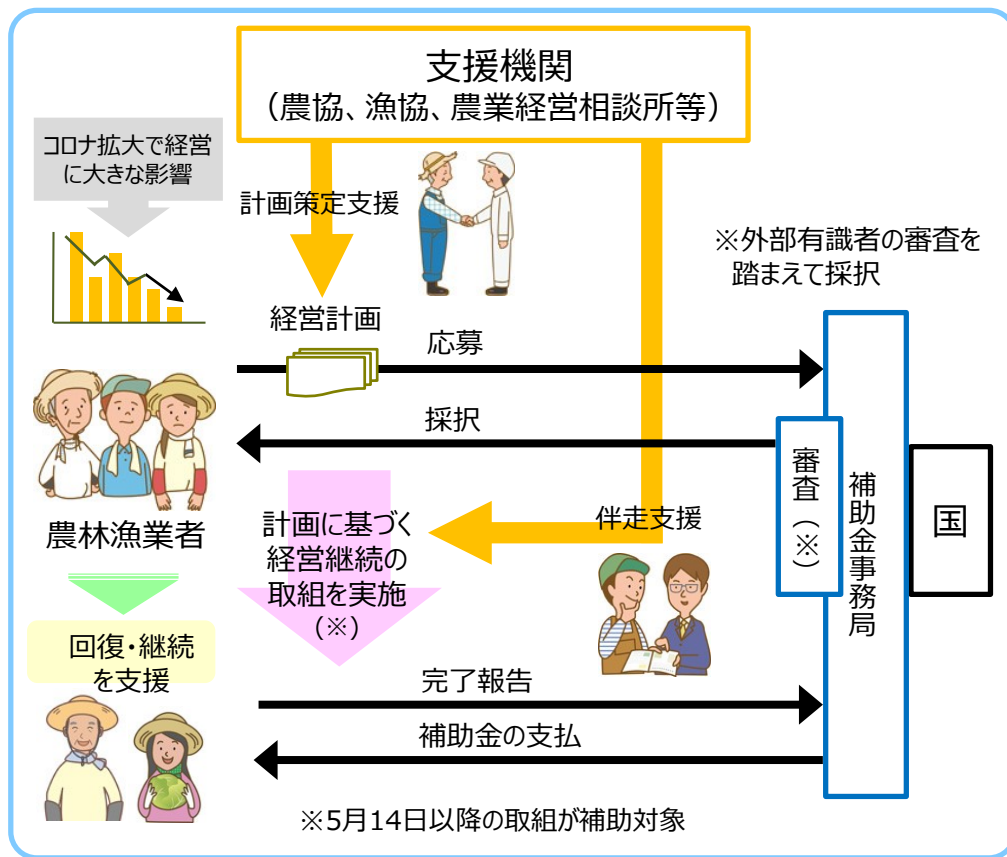 支援機関
（農協、漁協、農業経営相談所等）
コロナ拡大で経営
に大きな影響
計画策定支援
※外部有識者の審査を
踏まえて採択
経営計画
応募
採択
農林漁業者
審査（※）
補助金事務局
国
計画に基づく
経営継続の
取組を実施
(※)
伴走支援
回復・継続
を支援
完了報告
補助金の支払
※5月14日以降の取組が補助対象